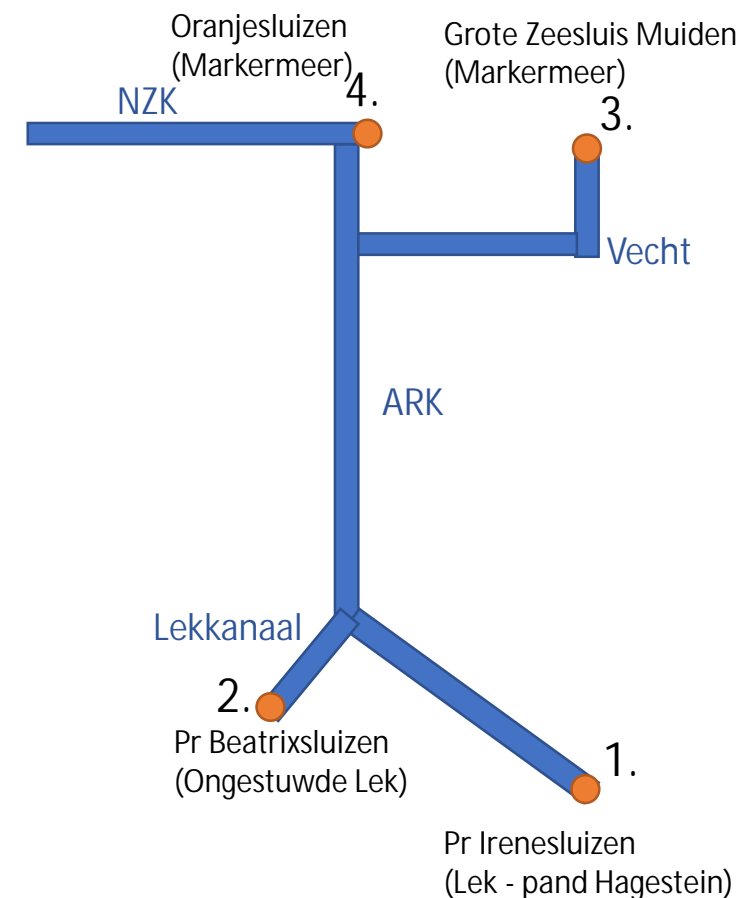 Oranjesluizen
(Markermeer)
4.
Grote Zeesluis Muiden
(Markermeer)
3.
NZK
Vecht
ARK
Lekkanaal
2.
Pr Beatrixsluizen
(Ongestuwde Lek)
1.
Pr Irenesluizen
(Lek - pand Hagestein)